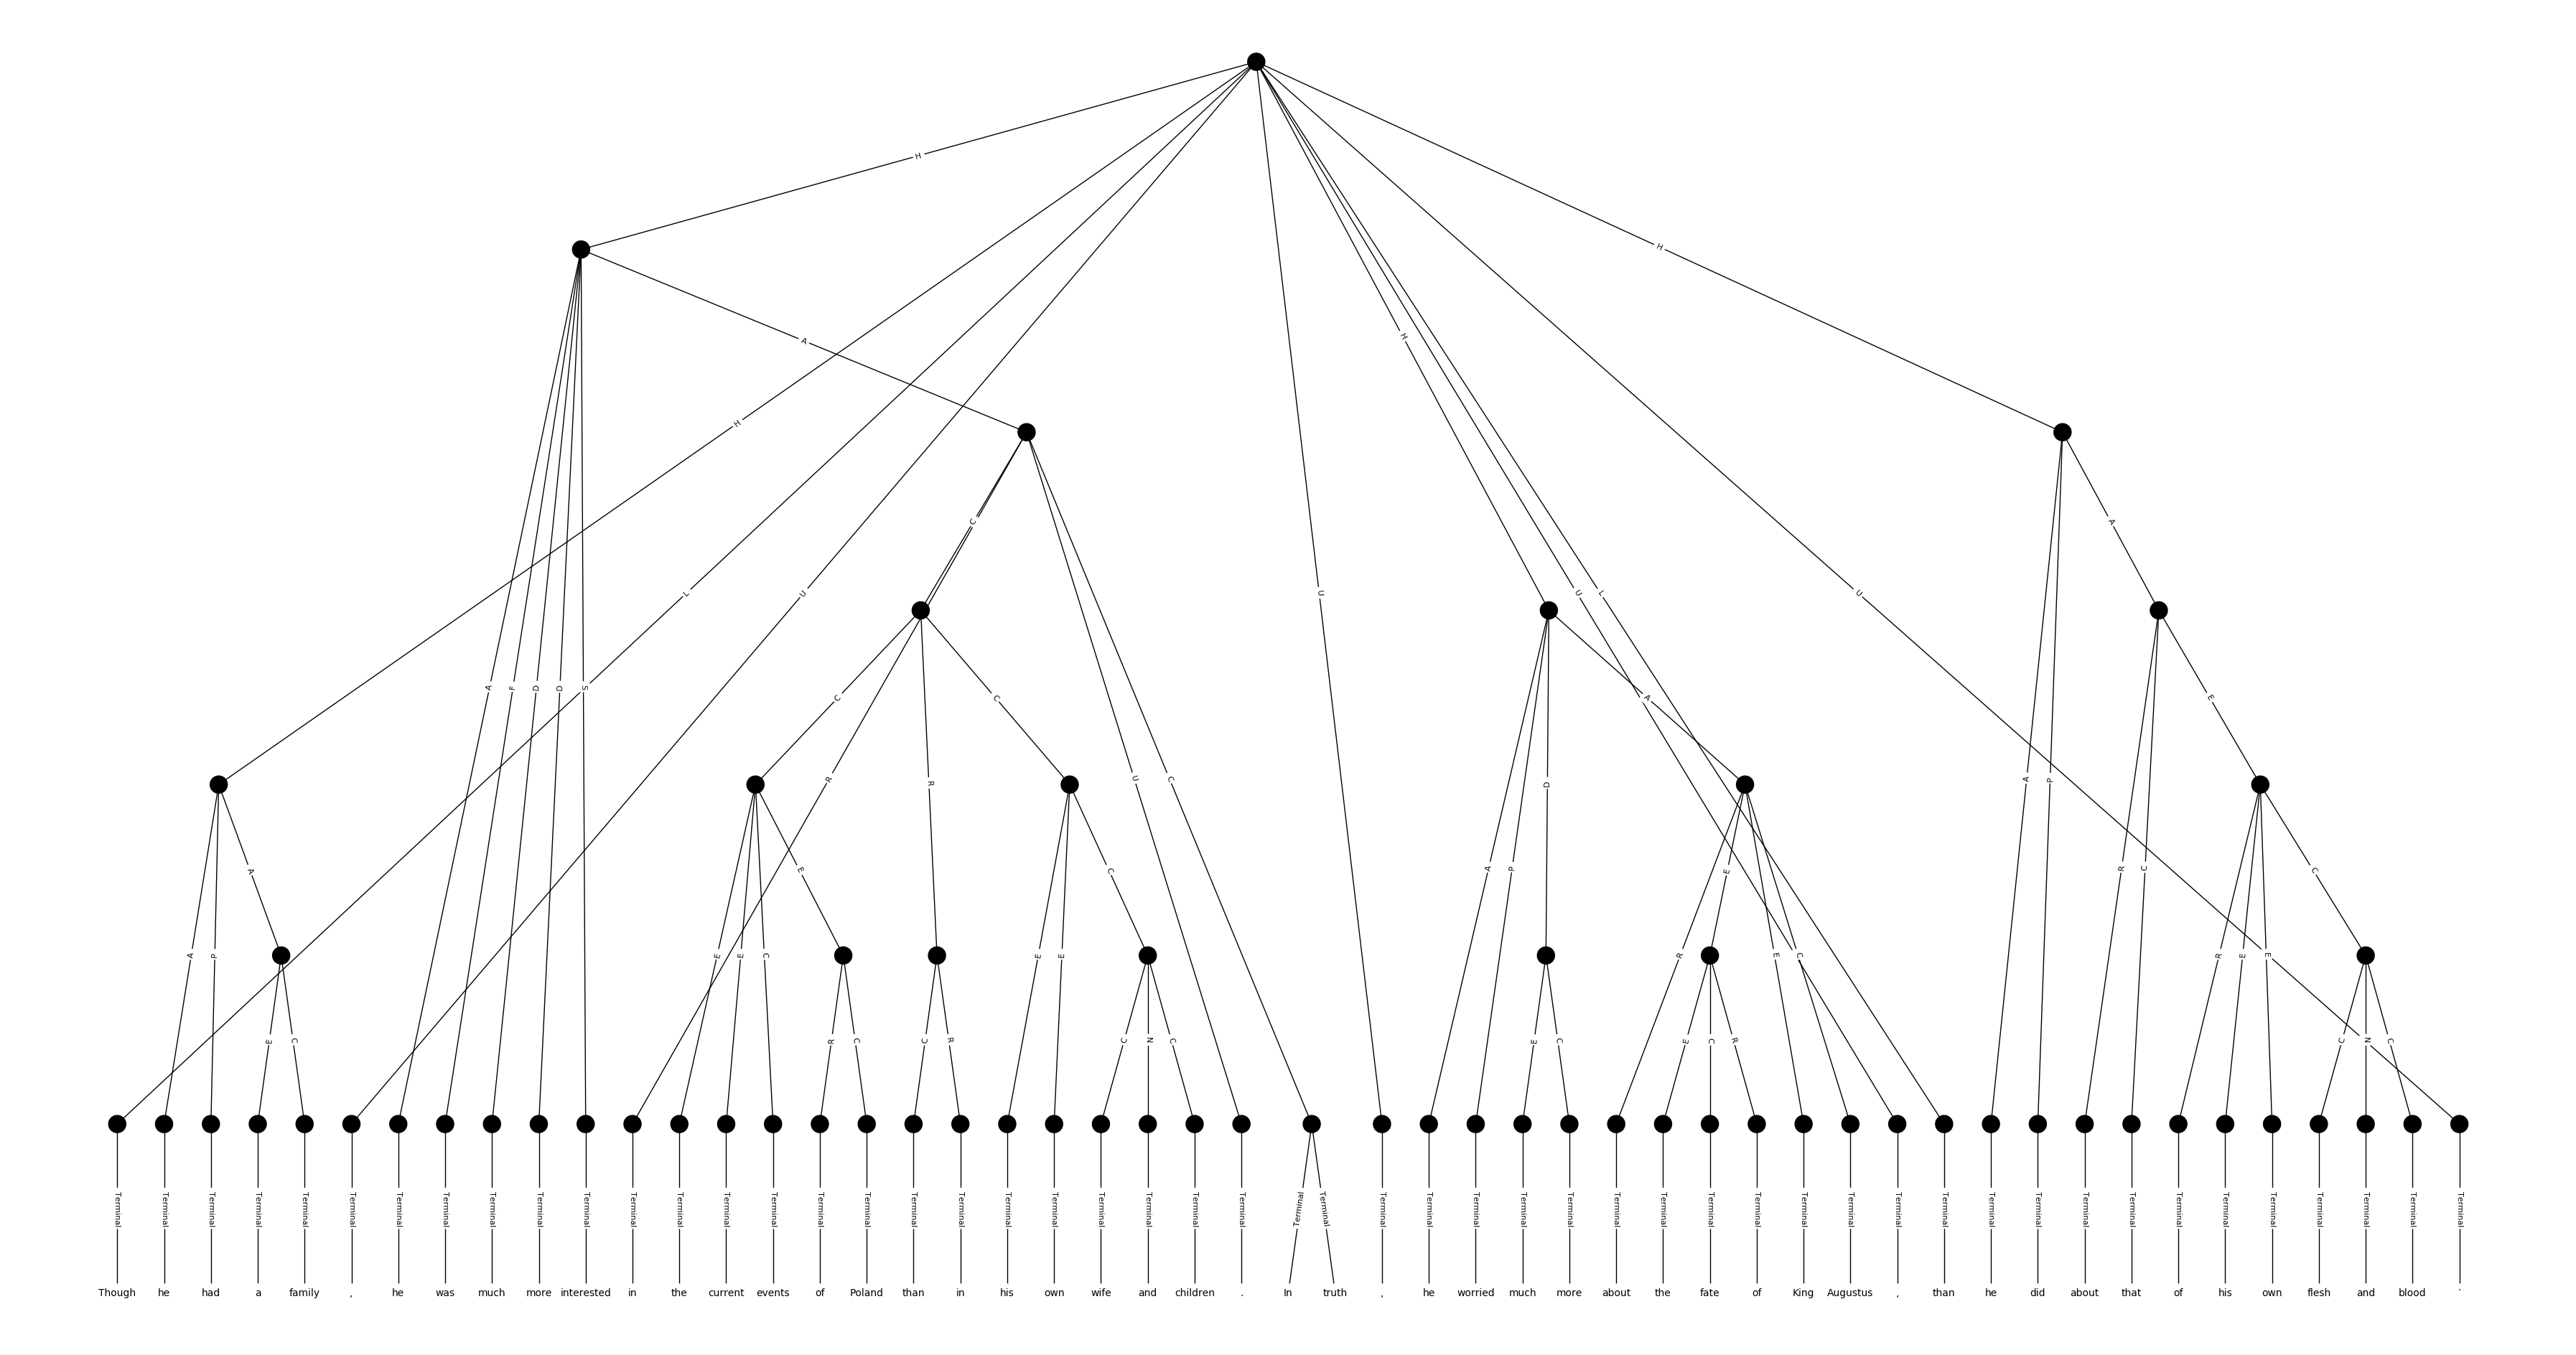 H
H
A
H
C
L
U
U
H
U
L
U
H
A
A
F
D
D
S
C
R
C
R
U
C
D
A
A
P
E
A
P
A
E
E
C
E
C
E
E
A
P
R
E
E
C
R
C
R
E
E
C
E
C
R
C
C
R
C
N
C
E
C
E
C
R
C
N
C
Terminal Terminal Terminal Terminal Terminal Terminal Terminal Terminal Terminal Terminal Terminal Terminal Terminal Terminal Terminal Terminal Terminal Terminal Terminal Terminal Terminal Terminal Terminal Terminal Terminal Terminal Terminal Terminal Terminal Terminal Terminal Terminal Terminal Terminal Terminal Terminal Terminal Terminal Terminal Terminal Terminal Terminal Terminal Terminal Terminal Terminal Terminal Terminal Terminal Terminal Terminal
Though he had a family , he was much more interested in the current events of Poland than in his own wife and children . In truth , he worried much more about the fate of King Augustus , than he did about that of his own flesh and blood .